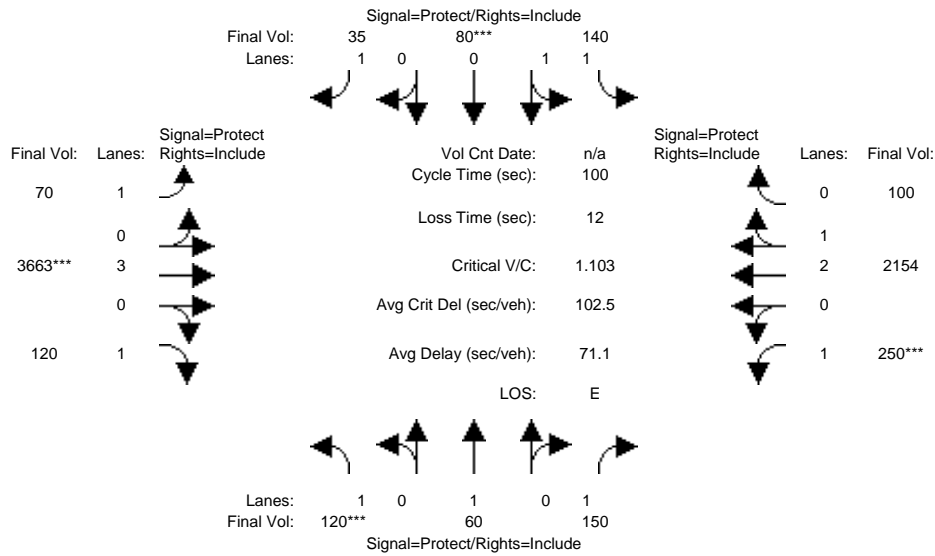 Signal=Protect/Rights=Include
Final Vol: 35 80*** 140
Lanes: 1 0 0 1 1
Signal=Protect
Signal=Protect
Final Vol: Lanes: Rights=Include Vol Cnt Date: n/a Rights=Include Lanes: Final Vol:
Cycle Time (sec): 100
70 1 0 100
Loss Time (sec): 12
0 1
3663*** 3 Critical V/C: 1.103 2 2154
0 Avg Crit Del (sec/veh): 102.5 0
120 1 Avg Delay (sec/veh): 71.1 1 250***
LOS: E
Lanes: 1 0 1 0 1
Final Vol: 120*** 60 150
Signal=Protect/Rights=Include